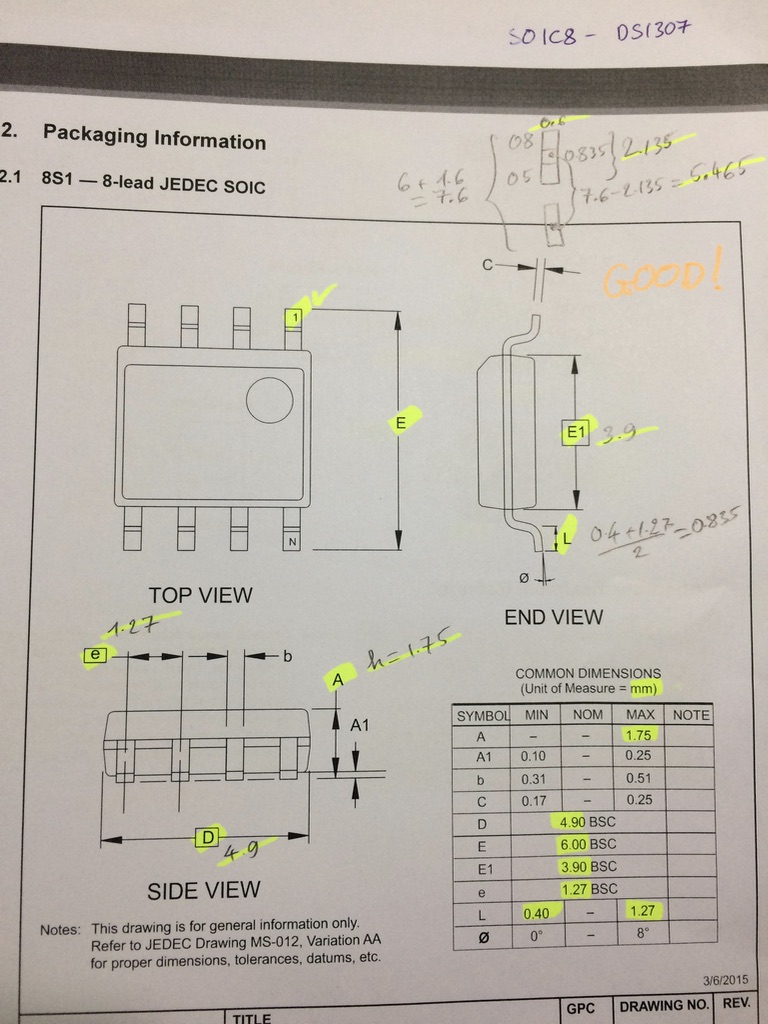 SOIC8 - DS1307
2. Packaging Information
2.1 8S1 — 8-lead JEDEC SOIC
0.6
08
0.835
2.135
05
6 + 1.6
= 7.6
7.6-2.135 = 5.465
GOOD!
C
1
E
E1
3.9
N
L
0.4+1.27
2
=0.835
Ø
TOP VIEW
END VIEW
1.27
e
b
A
h=1.75
A1
D
4.9
SIDE VIEW
COMMON DIMENSIONS
(Unit of Measure = mm)
SYMBOL MIN NOM MAX NOTE
A – – 1.75
A1 0.10 – 0.25
b 0.31 – 0.51
C 0.17 – 0.25
D 4.90 BSC
E 6.00 BSC
E1 3.90 BSC
e 1.27 BSC
L 0.40 – 1.27
Ø 0° – 8°
Notes: This drawing is for general information only.
Refer to JEDEC Drawing MS-012, Variation AA
for proper dimensions, tolerances, datums, etc.
3/6/2015
TITLE
GPC
DRAWING NO.
REV.